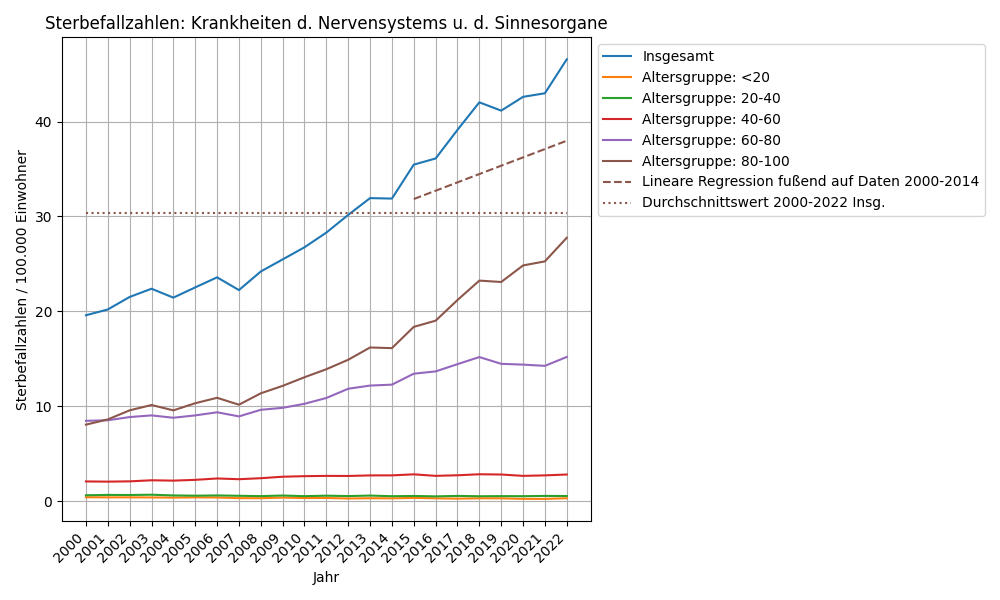 Sterbefallzahlen: Krankheiten d. Nervensystems u. d. Sinnesorgane
Sterbefallzahlen / 100.000 Einwohner
40
30
20
10
0
2000
2001
2002
2003
2004
2005
2006
2007
2008
2009
2010
2011
2012
2013
2014
2015
2016
2017
2018
2019
2020
2021
2022
Jahr
Insgesamt
Altersgruppe: <20
Altersgruppe: 20-40
Altersgruppe: 40-60
Altersgruppe: 60-80
Altersgruppe: 80-100
Lineare Regression fußend auf Daten 2000-2014
Durchschnittswert 2000-2022 Insg.